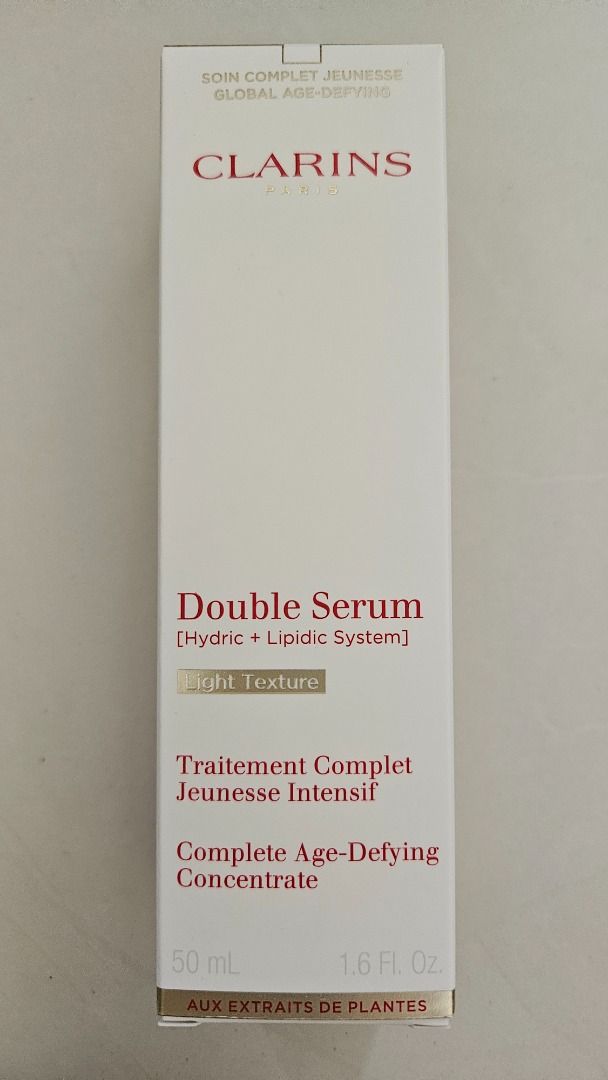 SOIN COMPLET JEUNESSE
GLOBAL AGE-DEFYING
CLARINS
PARIS
Double Serum
[Hydric + Lipidic System]
Light Texture
Traitement Complet
Jeunesse Intensif
Complete Age-Defying
Concentrate
50 mL 1.6 Fl. Oz.
AUX EXTRAITS DE PLANTES